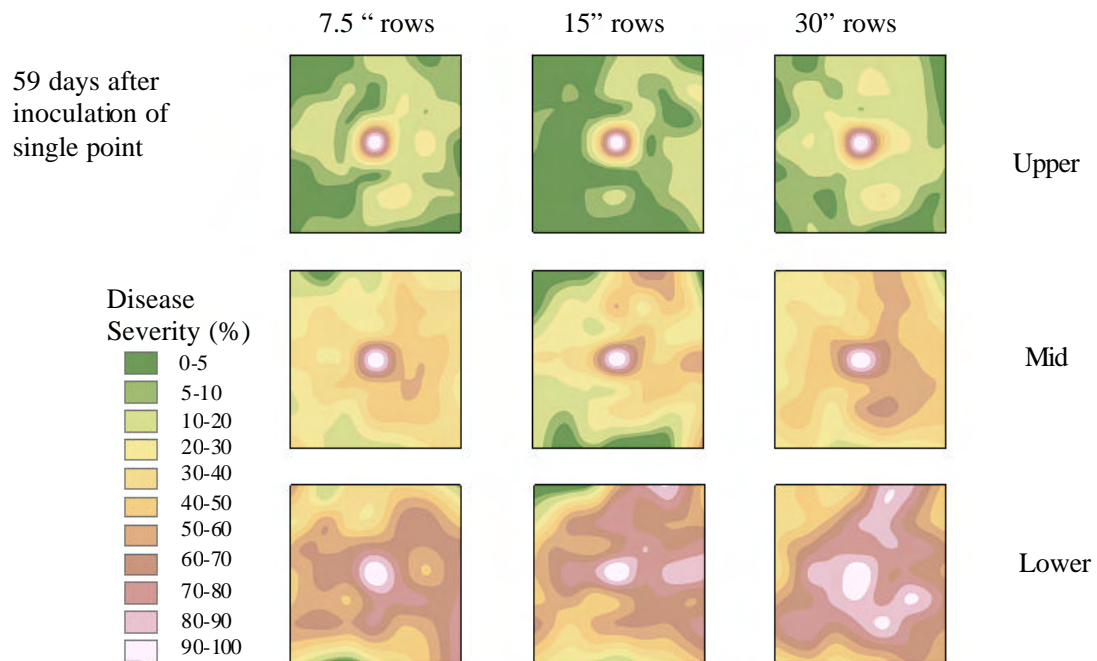 7.5 “ rows
15” rows
30” rows
59 days after
inoculation of
single point
Upper
Disease
Severity (%)
0-5
5-10
10-20
20-30
30-40
40-50
50-60
60-70
70-80
80-90
90-100
Mid
Lower